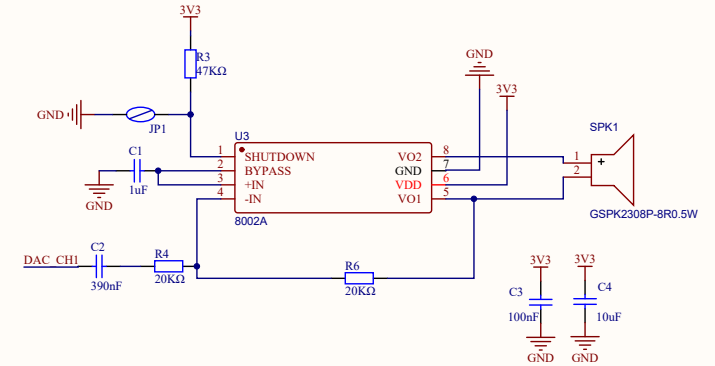 3V3
R3
47KΩ
GND
JP1
GND
3V3
SPK1
U3
1 SHUTDOWN VO2 8
2 BYPASS GND 7
3 +IN VDD 6
4 -IN VO1 5
8002A
C1
1uF
GND
1
2
+
GSPK2308P-8R0.5W
DAC_CH1
C2
390nF
R4
20KΩ
R6
20KΩ
3V3
3V3
C3
100nF
C4
10uF
GND
GND